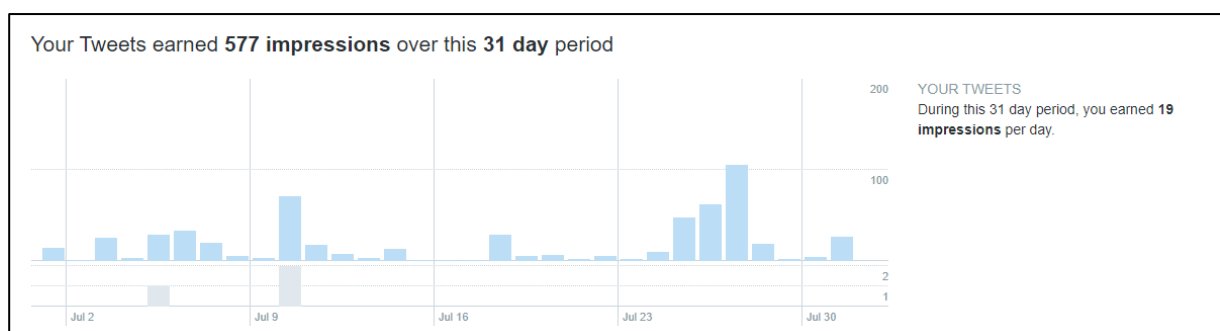 Your Tweets earned 577 impressions over this 31 day period
200
YOUR TWEETS
During this 31 day period, you earned 19
impressions per day.
100
2
1
Jul 2
Jul 9
Jul 16
Jul 23
Jul 30